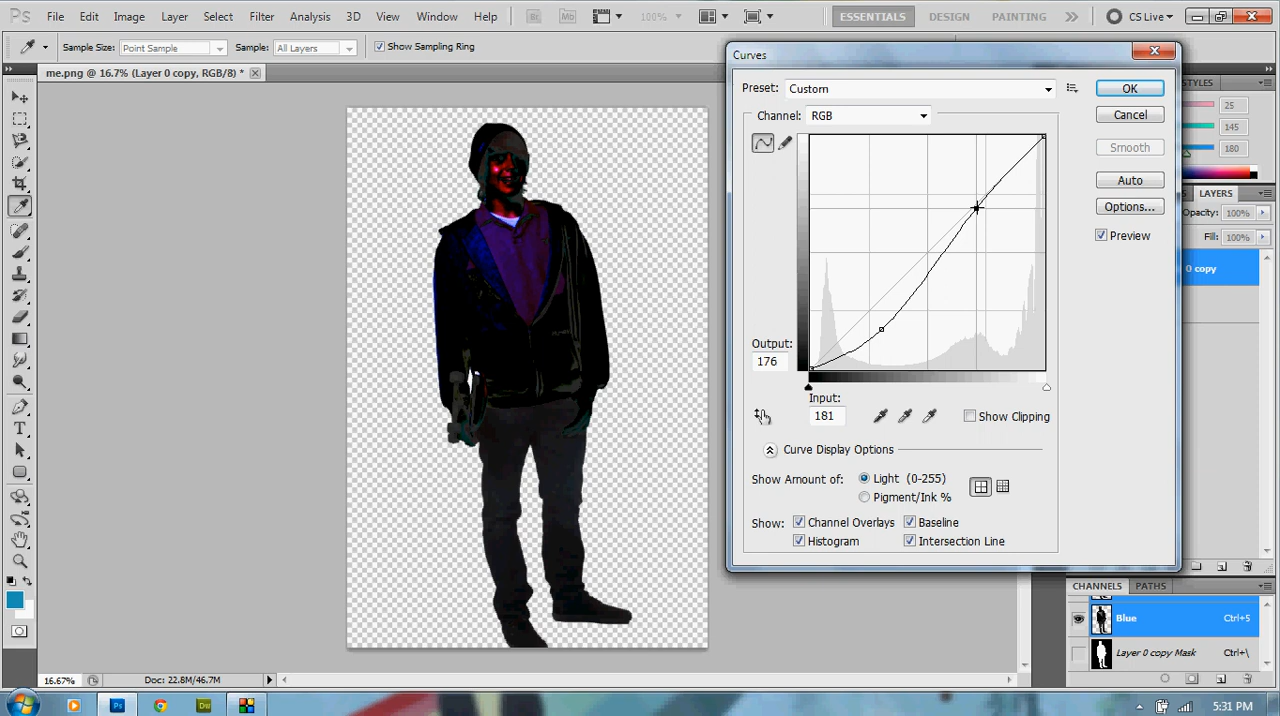 Ps File Edit Image Layer Select Filter Analysis 3D View Window Help Br Mb 100% ESSENTIALS DESIGN PAINTING CS Live
Sample Size: Point Sample Sample: All Layers Show Sampling Ring
me.png @ 16.7% (Layer 0 copy, RGB/8) *
Curves
Preset: Custom
OK
Channel: RGB
Cancel
Smooth
Auto
Options...
Preview
Output:
176
Input:
181
Show Clipping
Curve Display Options
Show Amount of: Light (0-255)
Pigment/Ink %
Show: Channel Overlays Baseline
Histogram Intersection Line
STYLES
25
145
180
LAYERS
Opacity: 100%
Fill: 100%
0 copy
CHANNELS PATHS
Blue Ctrl+5
Layer 0 copy Mask Ctrl+\
16.67% Doc: 22.8M/46.7M
Ps Dw 5:31 PM